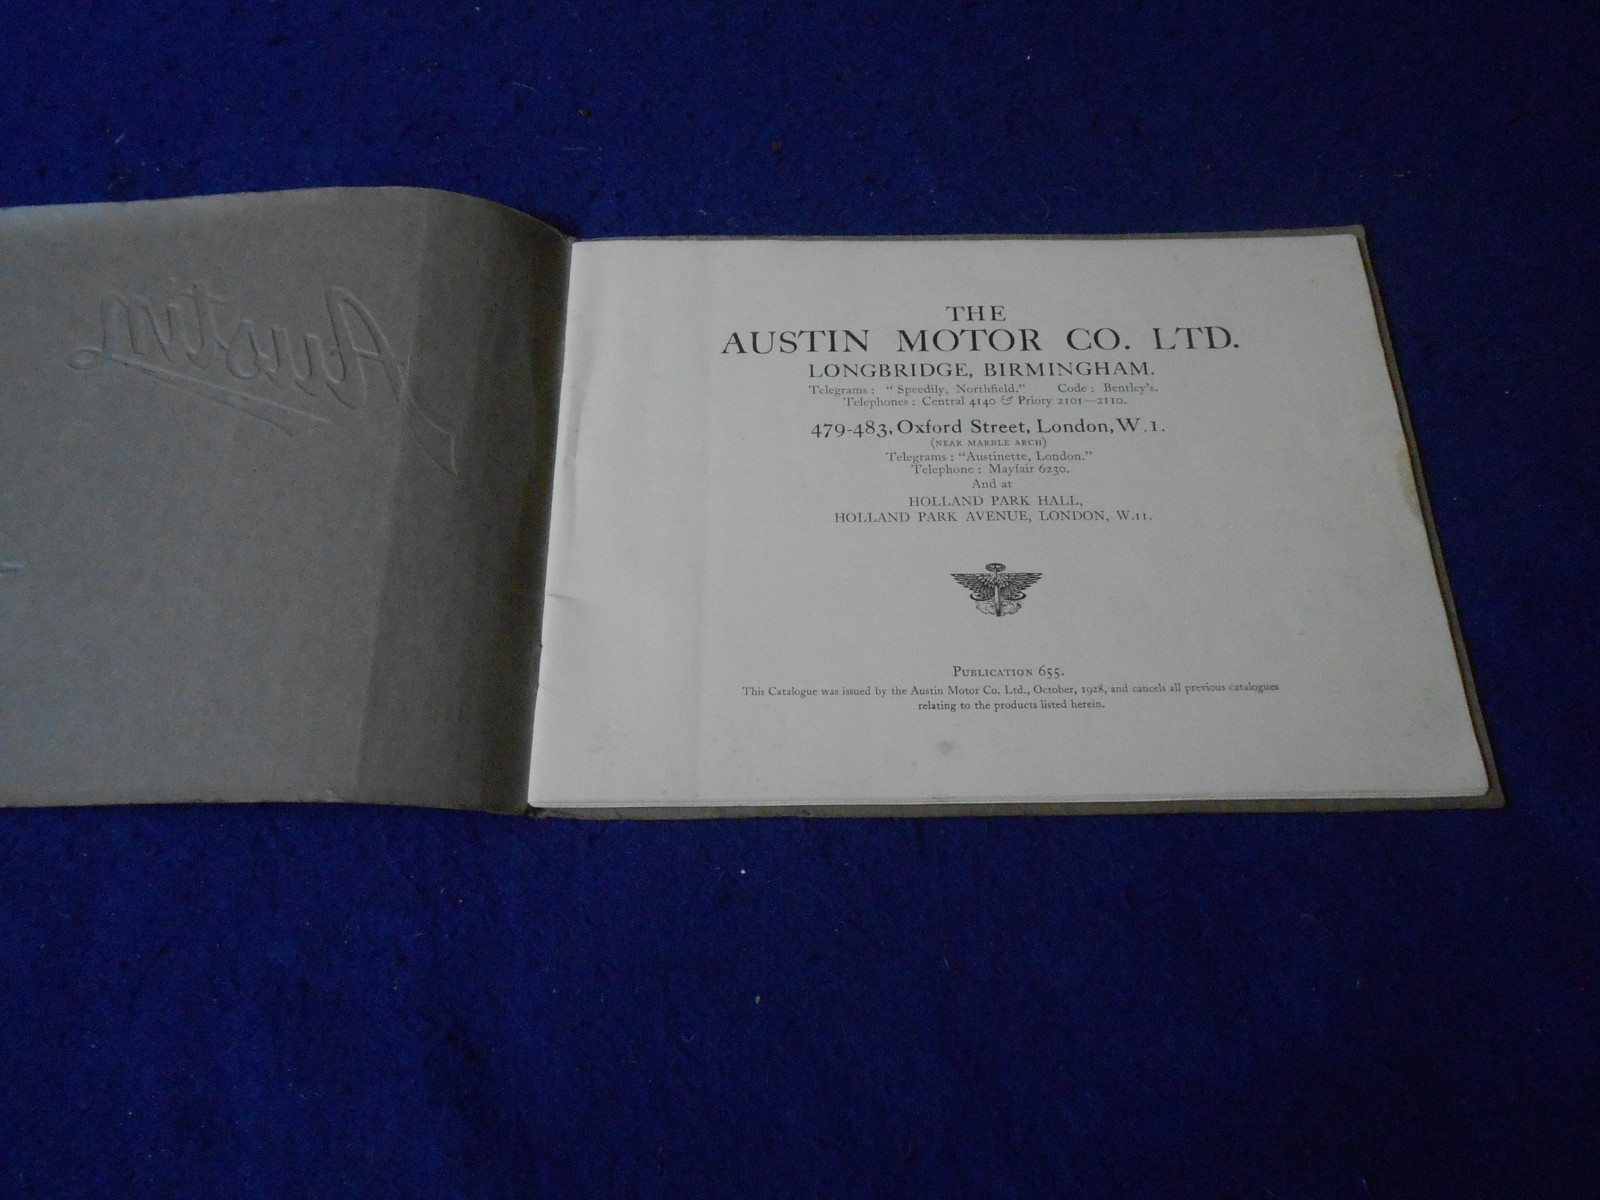 Austin
THE
AUSTIN MOTOR CO. LTD.
LONGBRIDGE, BIRMINGHAM.
Telegrams : " Speedily, Northfield." Code : Bentley's.
Telephones : Central 4140 & Priory 2101—2110.
479-483, Oxford Street, London, W.1.
(NEAR MARBLE ARCH)
Telegrams : "Austinette, London."
Telephone : Mayfair 6230.
And at
HOLLAND PARK HALL,
HOLLAND PARK AVENUE, LONDON, W.11.
PUBLICATION 655.
This Catalogue was issued by the Austin Motor Co. Ltd., October, 1928, and cancels all previous catalogues
relating to the products listed herein.